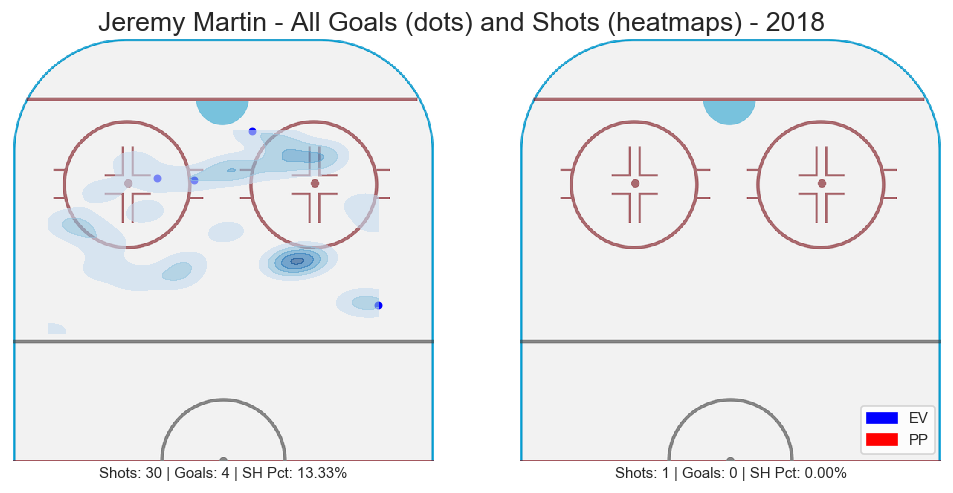 Jeremy Martin - All Goals (dots) and Shots (heatmaps) - 2018
EV
PP
Shots: 30 | Goals: 4 | SH Pct: 13.33%
Shots: 1 | Goals: 0 | SH Pct: 0.00%